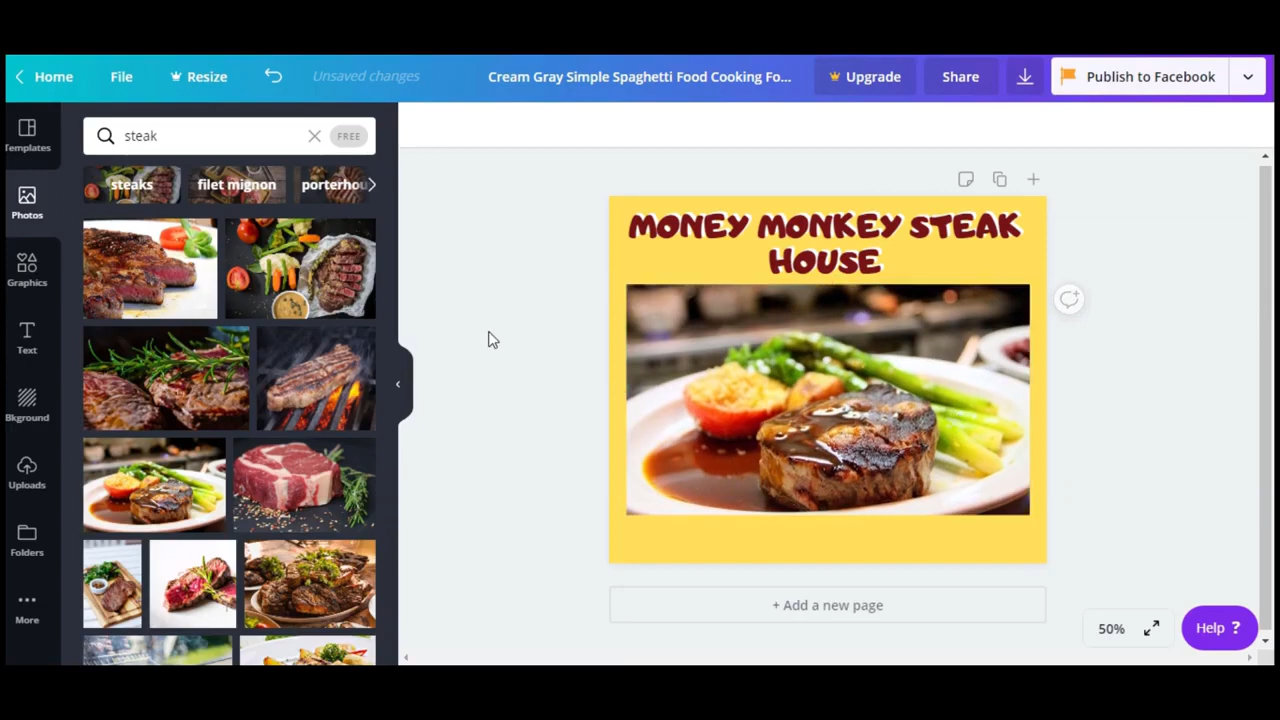 Home
File
Resize
Unsaved changes
Cream Gray Simple Spaghetti Food Cooking Fo...
Upgrade
Share
Publish to Facebook
Templates
Photos
Graphics
Text
Bkground
Uploads
Folders
More
steak
FREE
steaks
filet mignon
porterhou
MONEY MONKEY STEAK
HOUSE
+ Add a new page
50%
Help ?